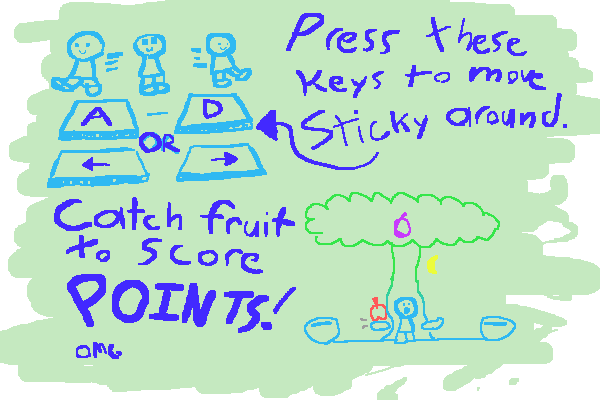 Press these
keys to move
Sticky around.
A - D
OR
← →
Catch fruit
to score
POINTS!
OMG